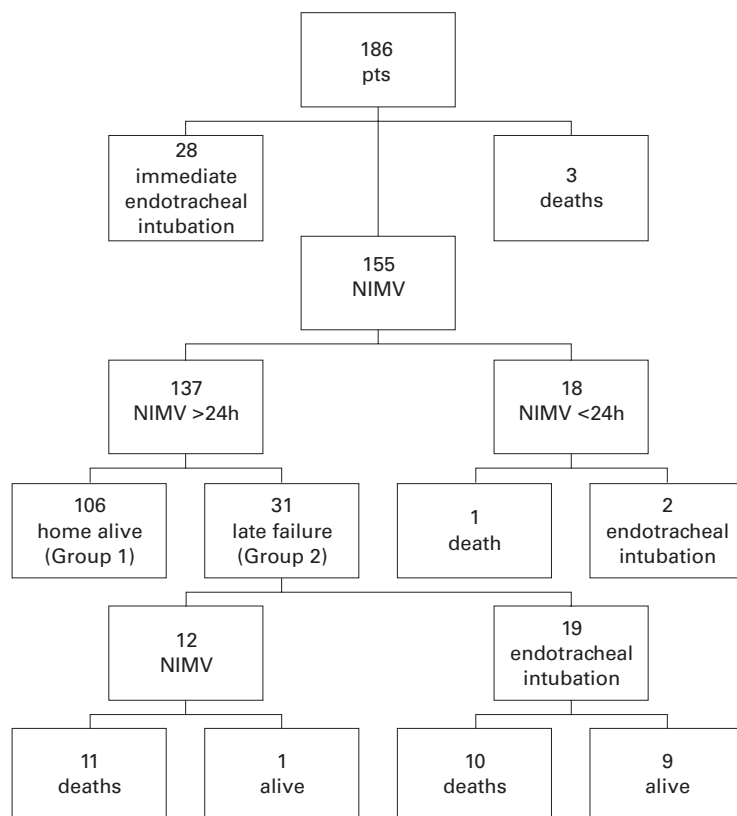 186
pts
28
immediate
endotracheal
intubation
3
deaths
155
NIMV
137
NIMV >24h
18
NIMV <24h
106
home alive
(Group 1)
31
late failure
(Group 2)
1
death
2
endotracheal
intubation
12
NIMV
19
endotracheal
intubation
11
deaths
1
alive
10
deaths
9
alive